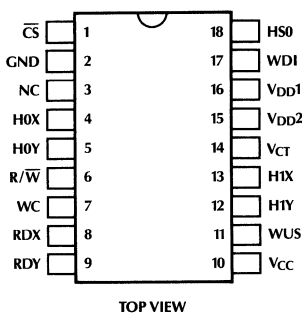 C̅S̅ 1 18 HS0
GND 2 17 WDI
NC 3 16 VDD1
H0X 4 15 VDD2
H0Y 5 14 VCT
R/W̅ 6 13 H1X
WC 7 12 H1Y
RDX 8 11 WUS
RDY 9 10 VCC
TOP VIEW